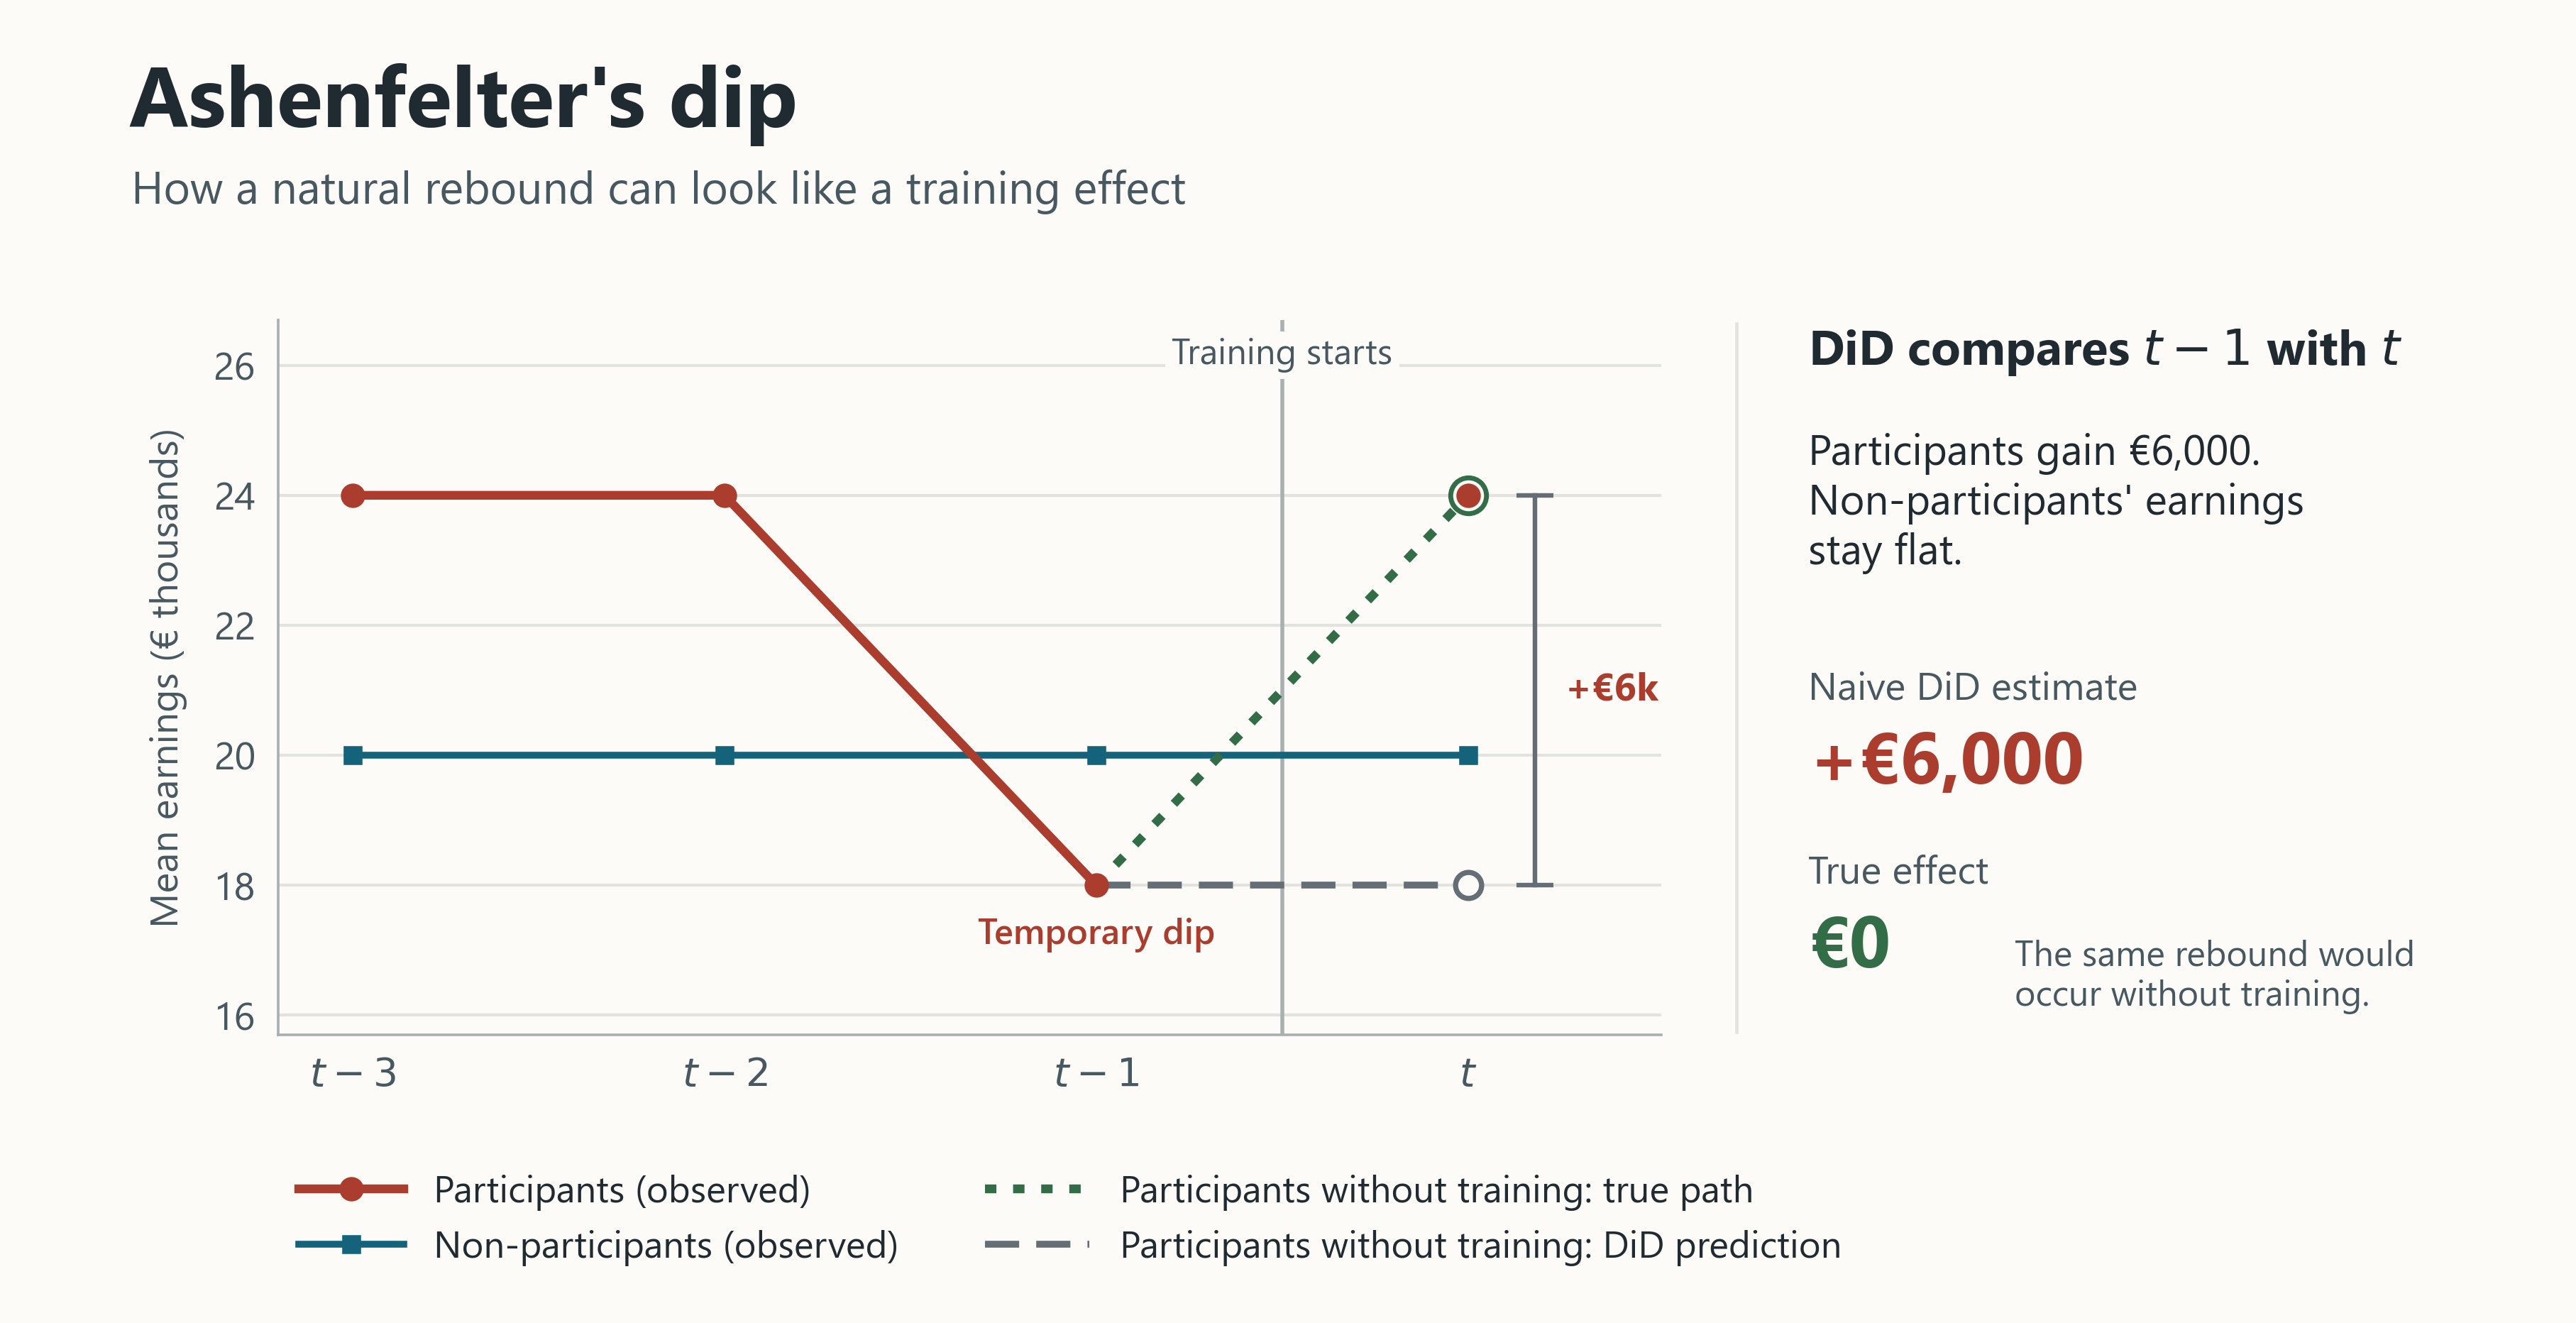 Ashenfelter's dip
How a natural rebound can look like a training effect
Mean earnings (€ thousands)
26
24
22
20
18
16
Training starts
+€6k
Temporary dip
t − 3
t − 2
t − 1
t
DiD compares t − 1 with t
Participants gain €6,000.
Non-participants' earnings
stay flat.
Naive DiD estimate
+€6,000
True effect
€0
The same rebound would
occur without training.
Participants (observed)
Non-participants (observed)
Participants without training: true path
Participants without training: DiD prediction